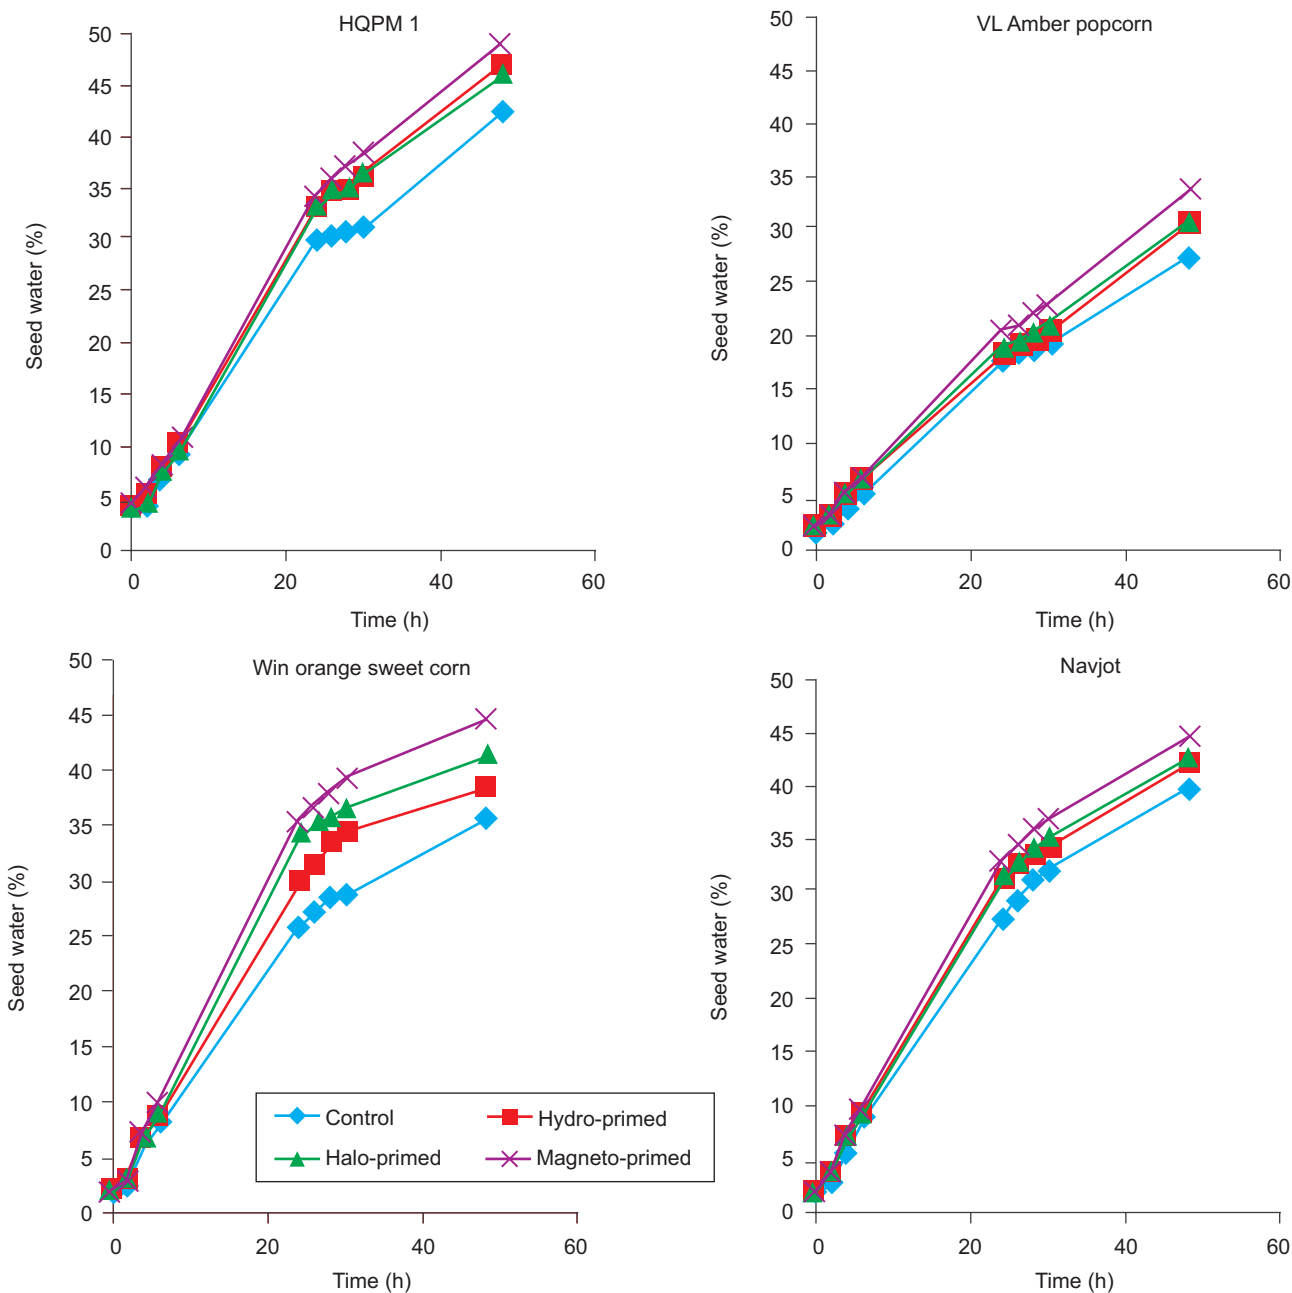 HQPM 1
50
45
40
35
30
25
20
15
10
5
0
Seed water (%)
0 20 40 60
Time (h)
VL Amber popcorn
50
45
40
35
30
25
20
15
10
5
0
Seed water (%)
0 20 40 60
Time (h)
Win orange sweet corn
50
45
40
35
30
25
20
15
10
5
0
Seed water (%)
Control Hydro-primed
Halo-primed Magneto-primed
0 20 40 60
Time (h)
Navjot
50
45
40
35
30
25
20
15
10
5
0
Seed water (%)
0 20 40 60
Time (h)